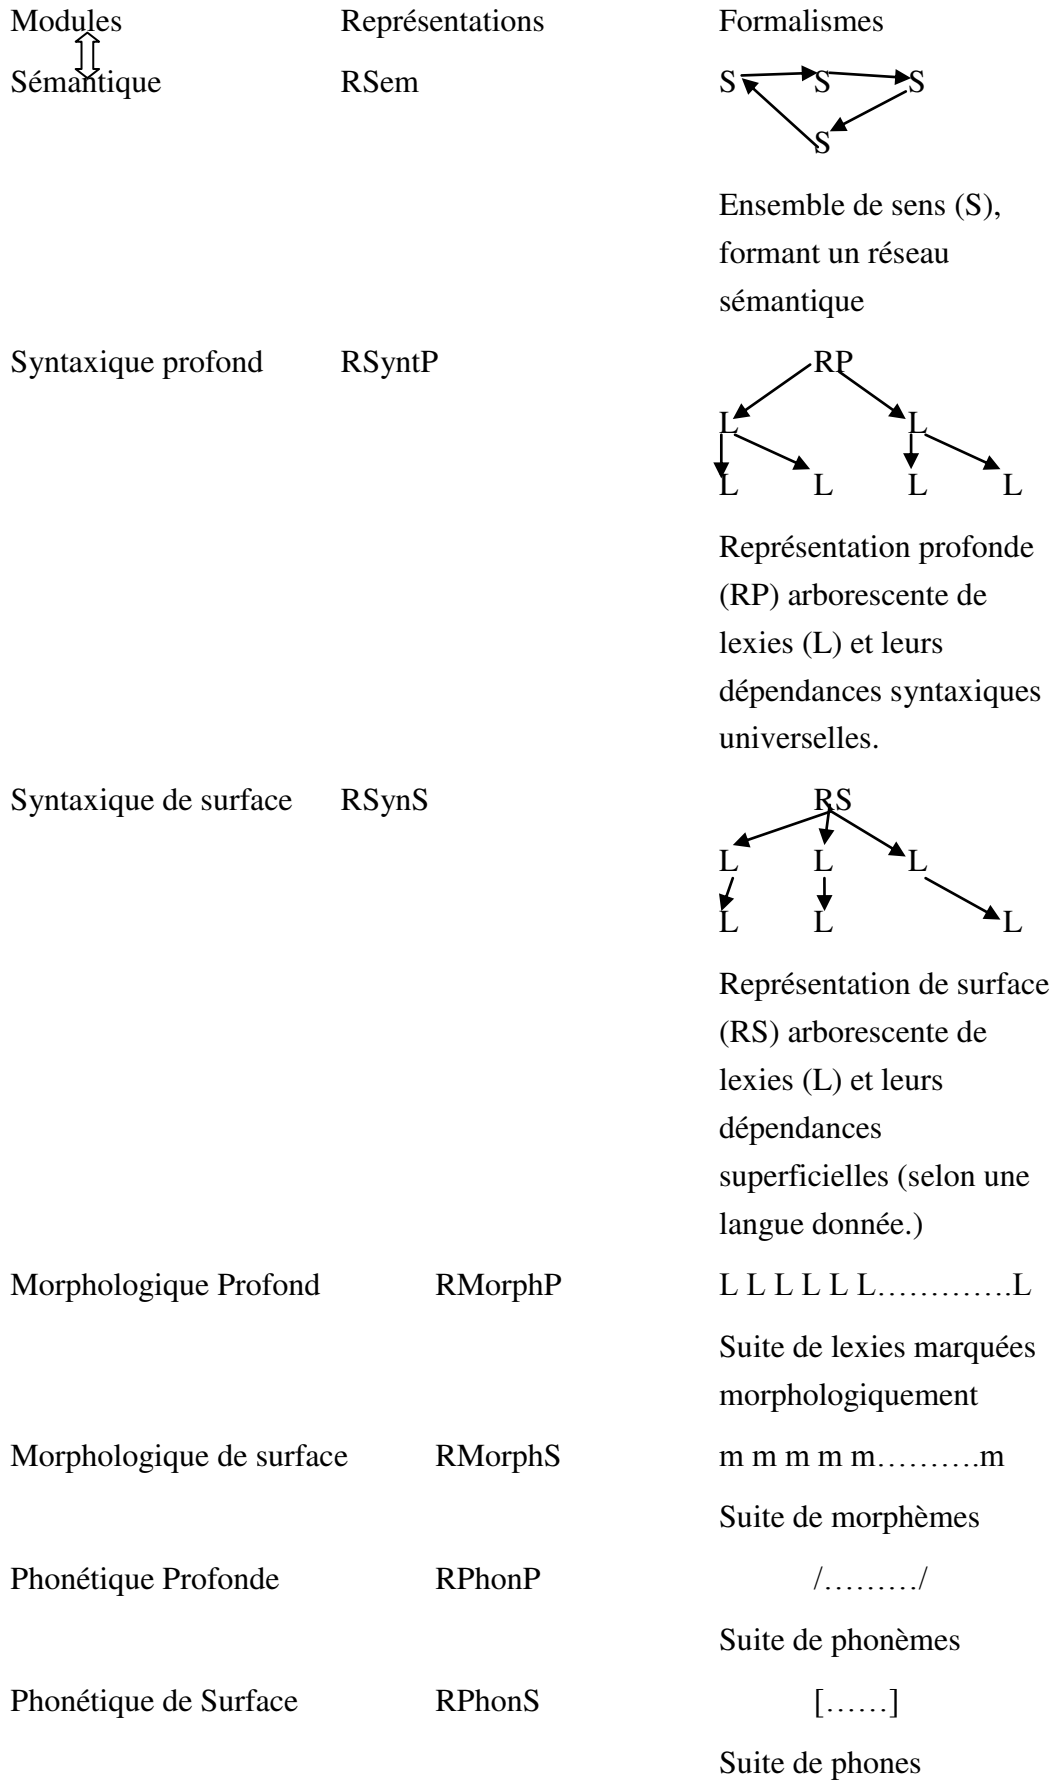 Modules Représentations Formalismes
Sémantique RSem S S S
S
Ensemble de sens (S),
formant un réseau
sémantique
Syntaxique profond RSyntP RP
L L
L L L L
Représentation profonde
(RP) arborescente de
lexies (L) et leurs
dépendances syntaxiques
universelles.
Syntaxique de surface RSynS RS
L L L
L L L
Représentation de surface
(RS) arborescente de
lexies (L) et leurs
dépendances
superficielles (selon une
langue donnée.)
Morphologique Profond RMorphP L L L L L L………….L
Suite de lexies marquées
morphologiquement
Morphologique de surface RMorphS m m m m m……….m
Suite de morphèmes
Phonétique Profonde RPhonP /………/
Suite de phonèmes
Phonétique de Surface RPhonS [……]
Suite de phones